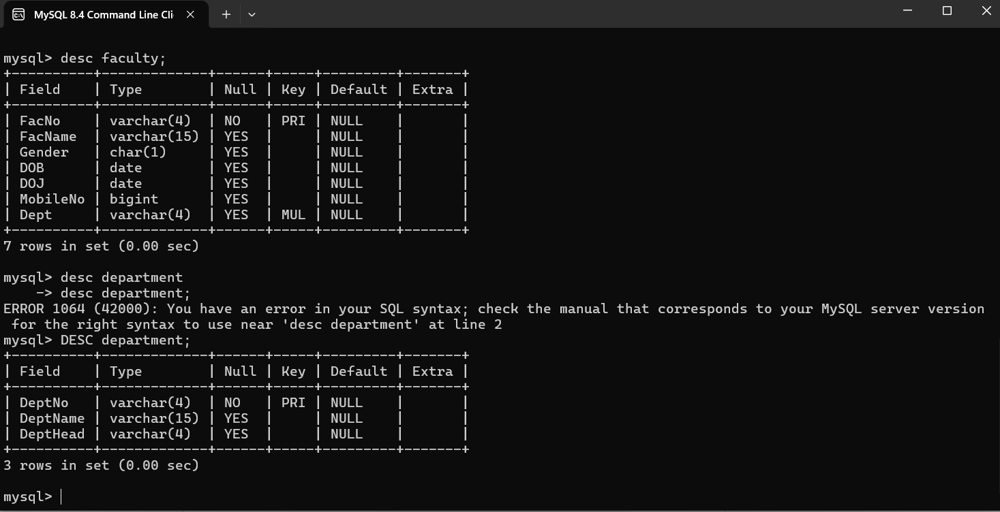 MySQL 8.4 Command Line Cli
mysql> desc faculty;
+----------+-------------+------+-----+---------+-------+
| Field    | Type        | Null | Key | Default | Extra |
+----------+-------------+------+-----+---------+-------+
| FacNo    | varchar(4)  | NO   | PRI | NULL    |       |
| FacName  | varchar(15) | YES  |     | NULL    |       |
| Gender   | char(1)     | YES  |     | NULL    |       |
| DOB      | date        | YES  |     | NULL    |       |
| DOJ      | date        | YES  |     | NULL    |       |
| MobileNo | bigint      | YES  |     | NULL    |       |
| Dept     | varchar(4)  | YES  | MUL | NULL    |       |
+----------+-------------+------+-----+---------+-------+
7 rows in set (0.00 sec)
mysql> desc department
    -> desc department;
ERROR 1064 (42000): You have an error in your SQL syntax; check the manual that corresponds to your MySQL server version
 for the right syntax to use near 'desc department' at line 2
mysql> DESC department;
+----------+-------------+------+-----+---------+-------+
| Field    | Type        | Null | Key | Default | Extra |
+----------+-------------+------+-----+---------+-------+
| DeptNo   | varchar(4)  | NO   | PRI | NULL    |       |
| DeptName | varchar(15) | YES  |     | NULL    |       |
| DeptHead | varchar(4)  | YES  |     | NULL    |       |
+----------+-------------+------+-----+---------+-------+
3 rows in set (0.00 sec)
mysql>